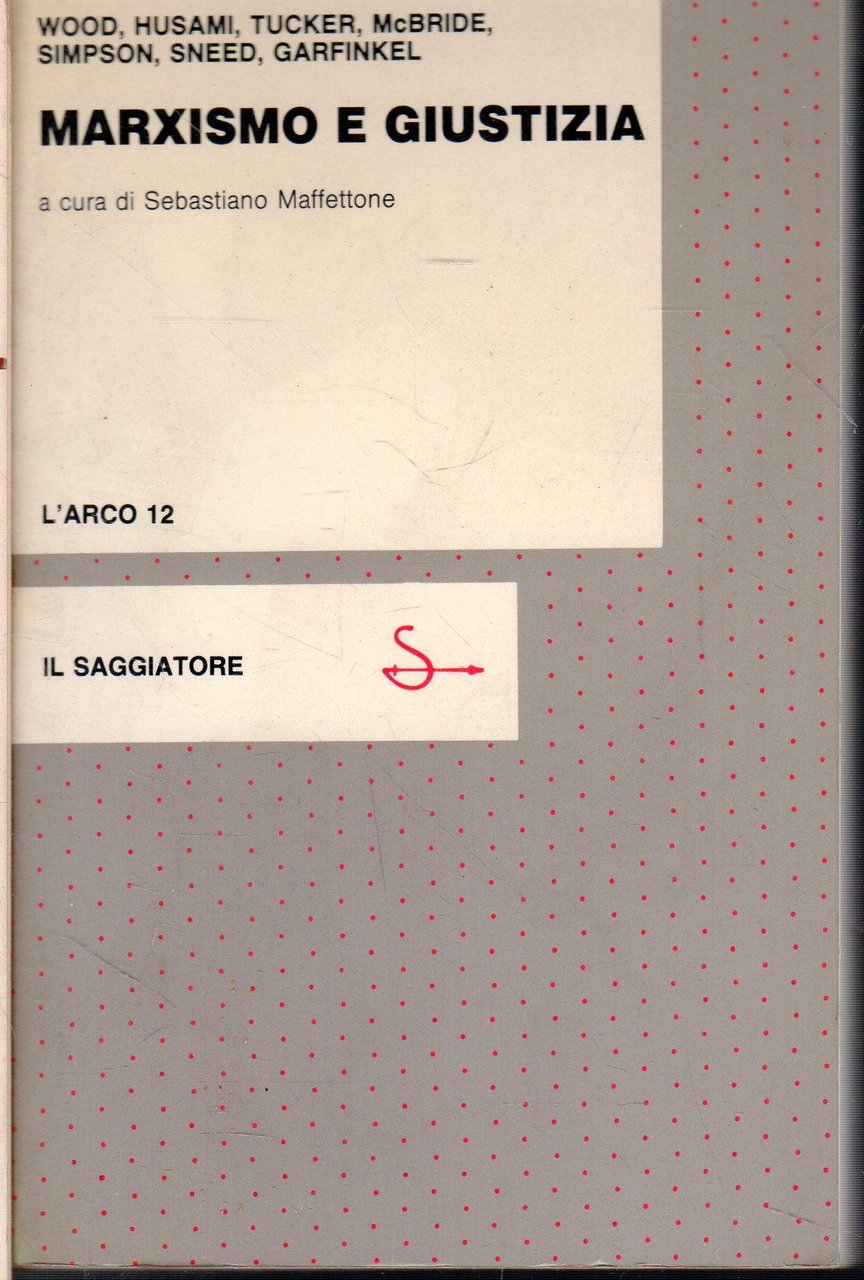 WOOD, HUSAMI, TUCKER, McBRIDE,
SIMPSON, SNEED, GARFINKEL
MARXISMO E GIUSTIZIA
a cura di Sebastiano Maffettone
L'ARCO 12
IL SAGGIATORE